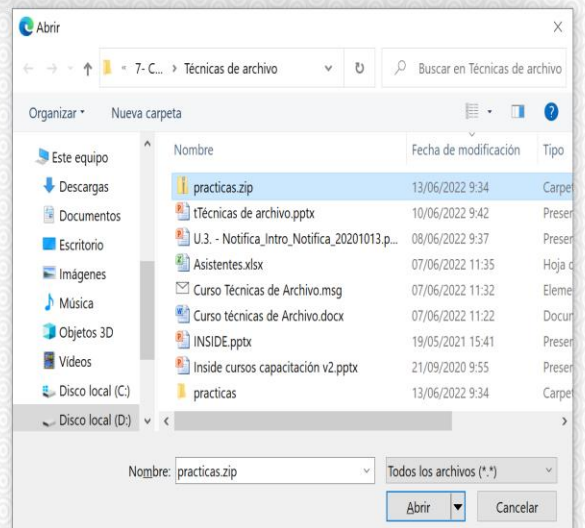 Abrir
« 7- C... > Técnicas de archivo
Buscar en Técnicas de archivo
Organizar
Nueva carpeta
Este equipo
Descargas
Documentos
Escritorio
Imágenes
Música
Objetos 3D
Vídeos
Disco local (C:)
Disco local (D:)
Nombre Fecha de modificación Tipo
practicas.zip 13/06/2022 9:34 Carpet
tTécnicas de archivo.pptx 10/06/2022 9:42 Preser
U.3. - Notifica_Intro_Notifica_20201013.p... 08/06/2022 9:37 Preser
Asistentes.xlsx 07/06/2022 11:35 Hoja c
Curso Técnicas de Archivo.msg 07/06/2022 11:32 Eleme
Curso técnicas de Archivo.docx 07/06/2022 11:22 Docur
INSIDE.pptx 19/05/2021 15:41 Preser
Inside cursos capacitación v2.pptx 21/09/2020 9:55 Preser
practicas 13/06/2022 9:34 Carpet
Nombre: practicas.zip
Todos los archivos (*.*)
Abrir
Cancelar